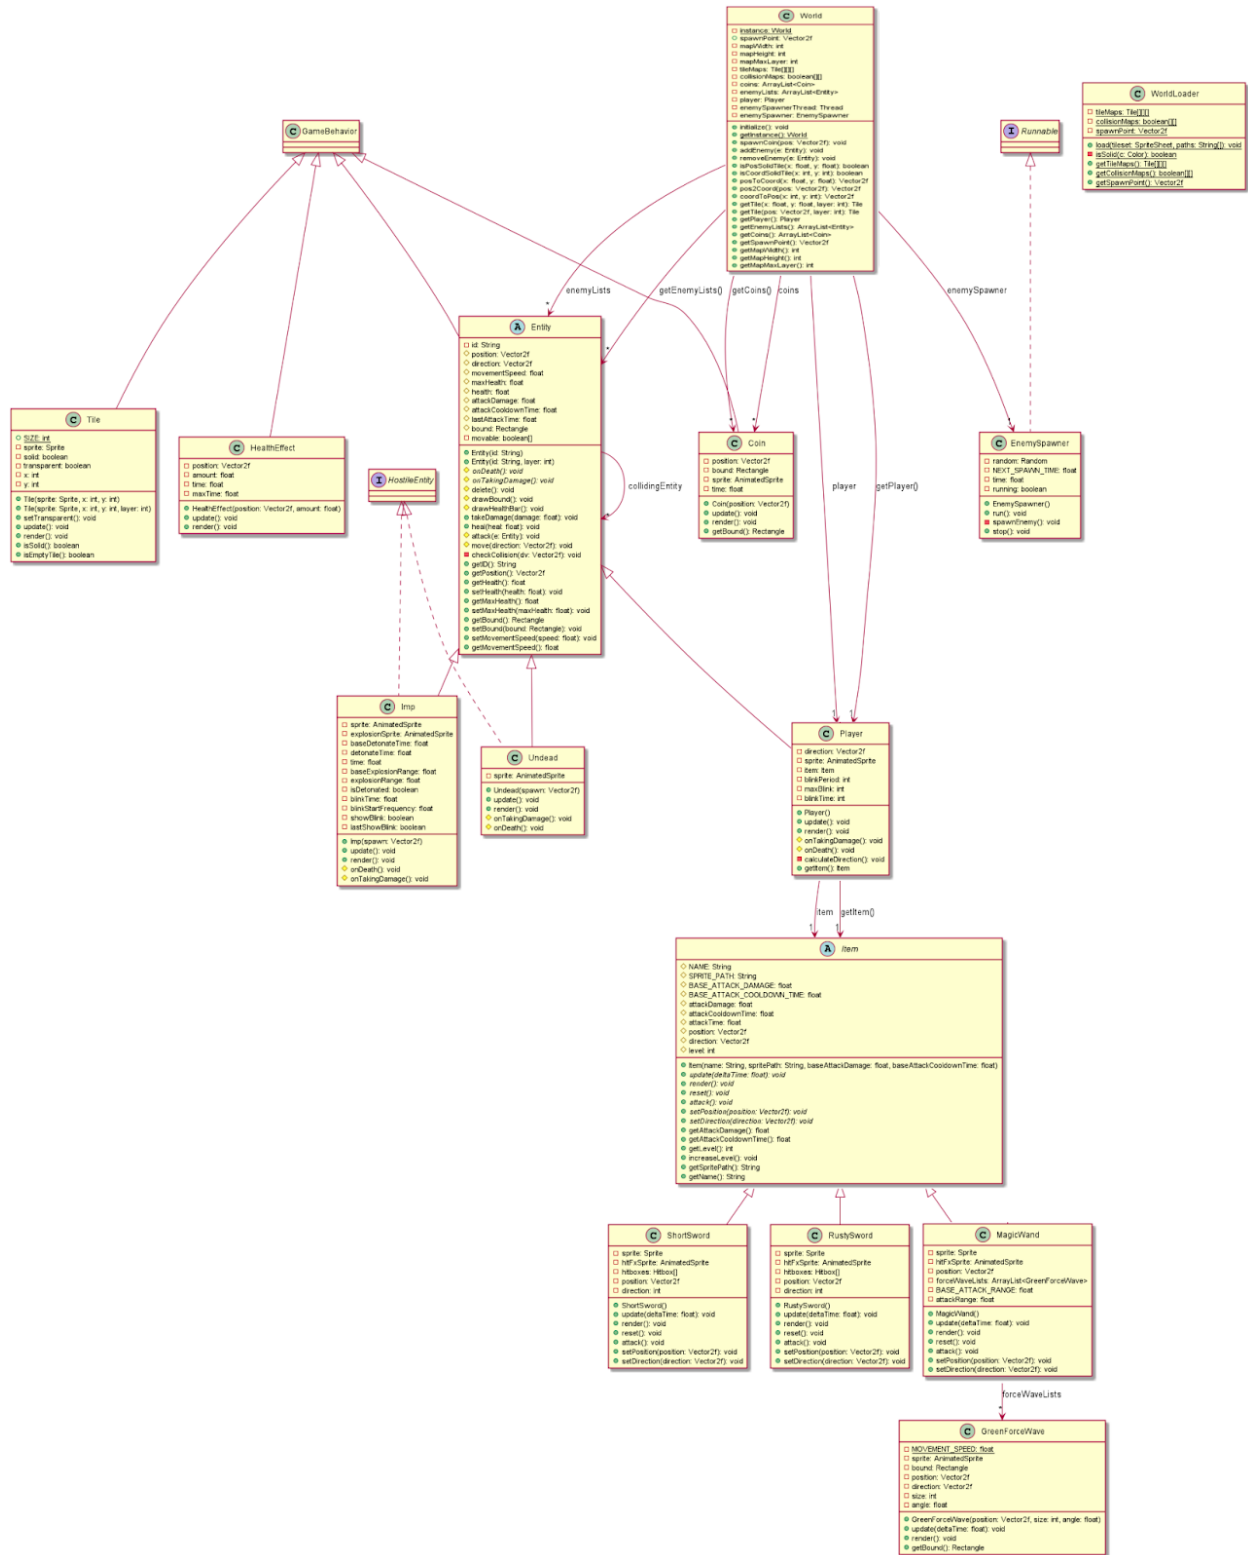 C World
instance: World
spawnPoint: Vector2f
mapWidth: int
mapHeight: int
mapMaxLayer: int
tileMaps: Tile[][][]
collisionMaps: boolean[][]
coins: ArrayList<Coin>
enemyLists: ArrayList<Entity>
player: Player
enemySpawnerThread: Thread
enemySpawner: EnemySpawner
initialize(): void
getInstance(): World
spawnCoin(pos: Vector2f): void
addEnemy(e: Entity): void
removeEnemy(e: Entity): void
isPosSolidTile(x: float, y: float): boolean
isCoordSolidTile(x: int, y: int): boolean
posToCoord(x: float, y: float): Vector2f
pos2Coord(pos: Vector2f): Vector2f
coordToPos(x: int, y: int): Vector2f
getTile(x: float, y: float, layer: int): Tile
getTile(pos: Vector2f, layer: int): Tile
getPlayer(): Player
getEnemyLists(): ArrayList<Entity>
getCoins(): ArrayList<Coin>
getSpawnPoint(): Vector2f
getMapWidth(): int
getMapHeight(): int
getMapMaxLayer(): int
C WorldLoader
tileMaps: Tile[][][]
collisionMaps: boolean[][]
spawnPoint: Vector2f
load(tileset: SpriteSheet, paths: String[]): void
isSolid(c: Color): boolean
getTileMaps(): Tile[][][]
getCollisionMaps(): boolean[][]
getSpawnPoint(): Vector2f
C GameBehavior
I Runnable
enemyLists
getEnemyLists()
getCoins()
coins
enemySpawner
*
*
*
*
*
A Entity
id: String
position: Vector2f
direction: Vector2f
movementSpeed: float
maxHealth: float
health: float
attackDamage: float
attackCooldownTime: float
lastAttackTime: float
bound: Rectangle
movable: boolean[]
Entity(id: String)
Entity(id: String, layer: int)
onDeath(): void
onTakingDamage(): void
delete(): void
drawBound(): void
drawHealthBar(): void
takeDamage(damage: float): void
heal(heal: float): void
attack(e: Entity): void
move(direction: Vector2f): void
checkCollision(dv: Vector2f): void
getID(): String
getPosition(): Vector2f
getHealth(): float
setHealth(health: float): void
getMaxHealth(): float
setMaxHealth(maxHealth: float): void
getBound(): Rectangle
setBound(bound: Rectangle): void
setMovementSpeed(speed: float): void
getMovementSpeed(): float
collidingEntity
C Tile
SIZE: int
sprite: Sprite
solid: boolean
transparent: boolean
x: int
y: int
Tile(sprite: Sprite, x: int, y: int)
Tile(sprite: Sprite, x: int, y: int, layer: int)
setTransparent(): void
update(): void
render(): void
isSolid(): boolean
isEmptyTile(): boolean
C HealthEffect
position: Vector2f
amount: float
time: float
maxTime: float
HealthEffect(position: Vector2f, amount: float)
update(): void
render(): void
I HostileEntity
C Coin
position: Vector2f
bound: Rectangle
sprite: AnimatedSprite
time: float
Coin(position: Vector2f)
update(): void
render(): void
getBound(): Rectangle
player
getPlayer()
C EnemySpawner
random: Random
NEXT_SPAWN_TIME: float
time: float
running: boolean
EnemySpawner()
run(): void
spawnEnemy(): void
stop(): void
C Imp
sprite: AnimatedSprite
explosionSprite: AnimatedSprite
baseDetonateTime: float
detonateTime: float
time: float
baseExplosionRange: float
explosionRange: float
isDetonated: boolean
blinkTime: float
blinkStartFrequency: float
showBlink: boolean
lastShowBlink: boolean
Imp(spawn: Vector2f)
update(): void
render(): void
onDeath(): void
onTakingDamage(): void
C Undead
sprite: AnimatedSprite
Undead(spawn: Vector2f)
update(): void
render(): void
onTakingDamage(): void
onDeath(): void
1
1
C Player
direction: Vector2f
sprite: AnimatedSprite
item: Item
blinkPeriod: int
maxBlink: int
blinkTime: int
Player()
update(): void
render(): void
onTakingDamage(): void
onDeath(): void
calculateDirection(): void
getItem(): Item
item
getItem()
1
1
A Item
NAME: String
SPRITE_PATH: String
BASE_ATTACK_DAMAGE: float
BASE_ATTACK_COOLDOWN_TIME: float
attackDamage: float
attackCooldownTime: float
attackTime: float
position: Vector2f
direction: Vector2f
level: int
Item(name: String, spritePath: String, baseAttackDamage: float, baseAttackCooldownTime: float)
update(deltaTime: float): void
render(): void
reset(): void
attack(): void
setPosition(position: Vector2f): void
setDirection(direction: Vector2f): void
getAttackDamage(): float
getAttackCooldownTime(): float
getLevel(): int
increaseLevel(): void
getSpritePath(): String
getName(): String
C ShortSword
sprite: Sprite
hitFxSprite: AnimatedSprite
hitboxes: Hitbox[]
position: Vector2f
direction: int
ShortSword()
update(deltaTime: float): void
render(): void
reset(): void
attack(): void
setPosition(position: Vector2f): void
setDirection(direction: Vector2f): void
C RustySword
sprite: Sprite
hitFxSprite: AnimatedSprite
hitboxes: Hitbox[]
position: Vector2f
direction: int
RustySword()
update(deltaTime: float): void
render(): void
reset(): void
attack(): void
setPosition(position: Vector2f): void
setDirection(direction: Vector2f): void
C MagicWand
sprite: Sprite
hitFxSprite: AnimatedSprite
position: Vector2f
forceWaveLists: ArrayList<GreenForceWave>
BASE_ATTACK_RANGE: float
attackRange: float
MagicWand()
update(deltaTime: float): void
render(): void
reset(): void
attack(): void
setPosition(position: Vector2f): void
setDirection(direction: Vector2f): void
forceWaveLists
*
C GreenForceWave
MOVEMENT_SPEED: float
sprite: AnimatedSprite
bound: Rectangle
position: Vector2f
direction: Vector2f
size: int
angle: float
GreenForceWave(position: Vector2f, size: int, angle: float)
update(deltaTime: float): void
render(): void
getBound(): Rectangle